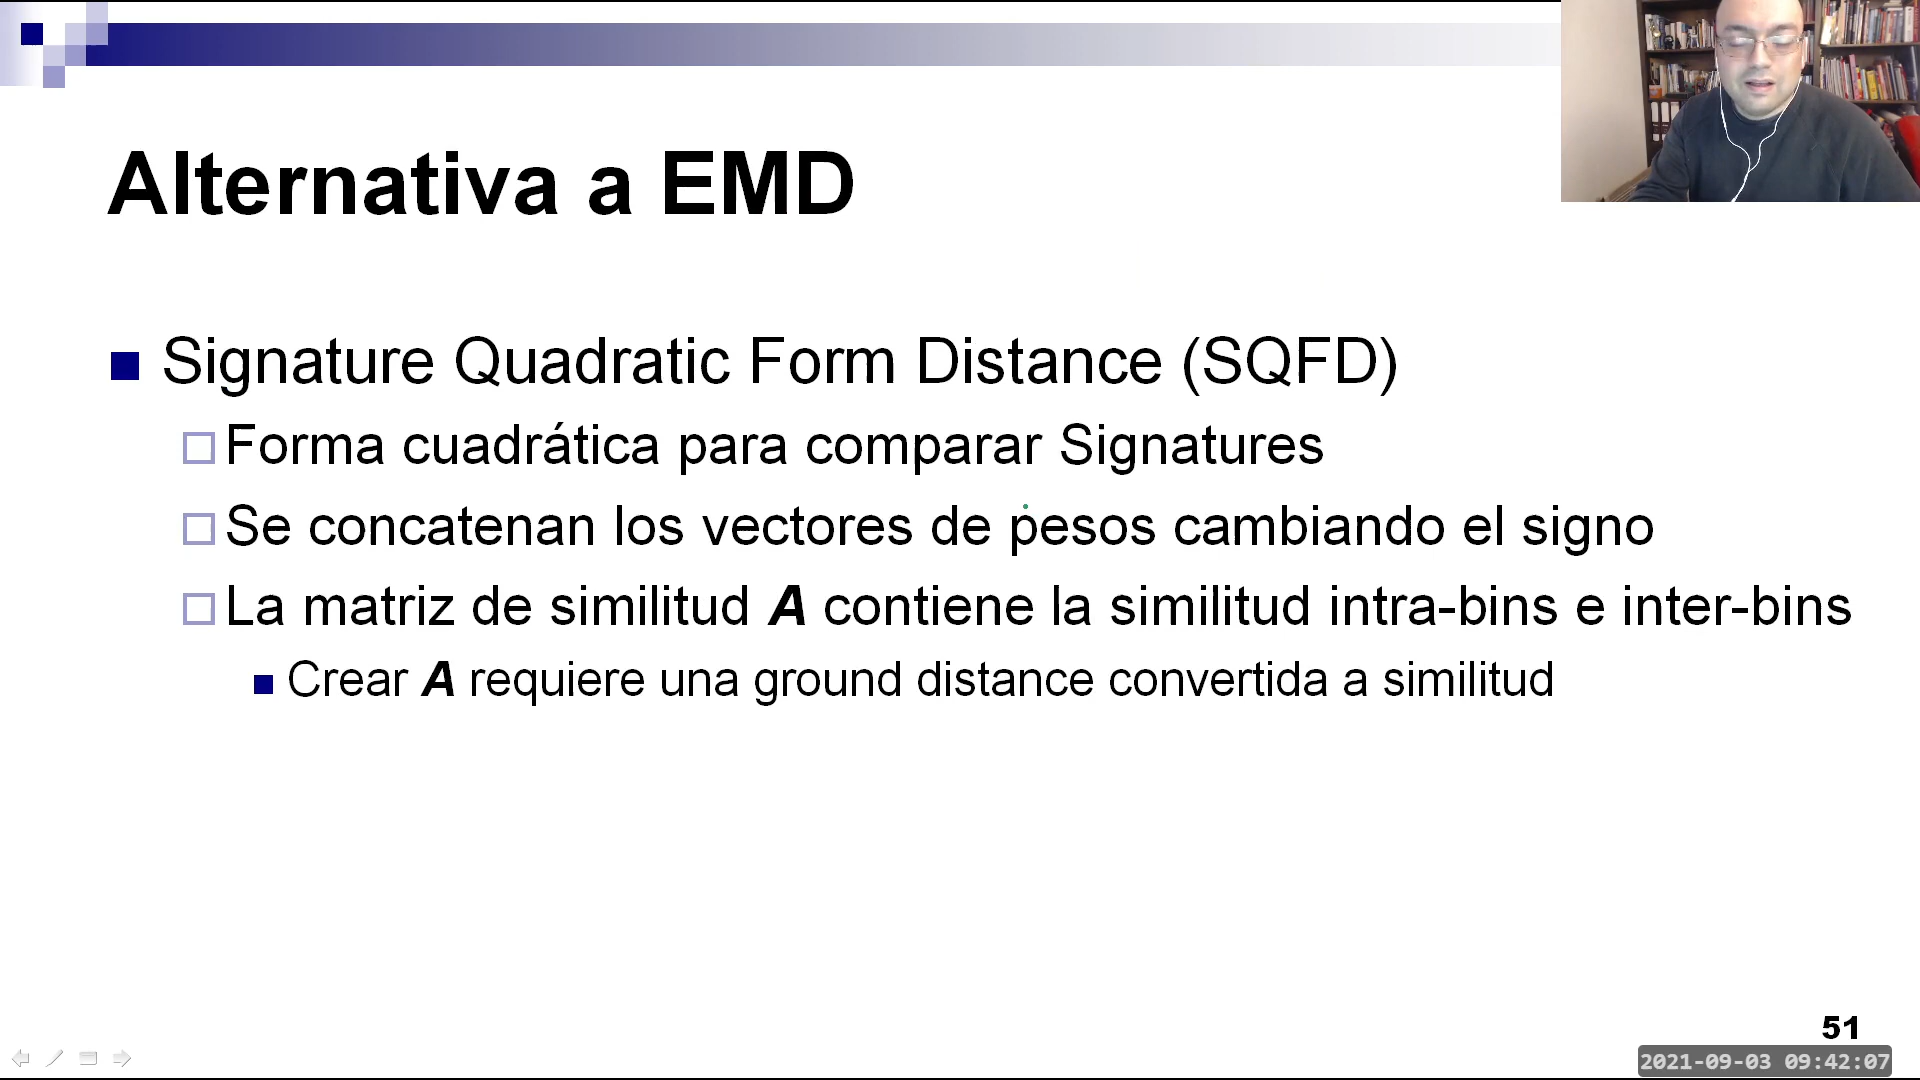 Alternativa a EMD
Signature Quadratic Form Distance (SQFD)
Forma cuadrática para comparar Signatures
Se concatenan los vectores de pesos cambiando el signo
La matriz de similitud A contiene la similitud intra-bins e inter-bins
Crear A requiere una ground distance convertida a similitud
51
2021-09-03 09:42:07